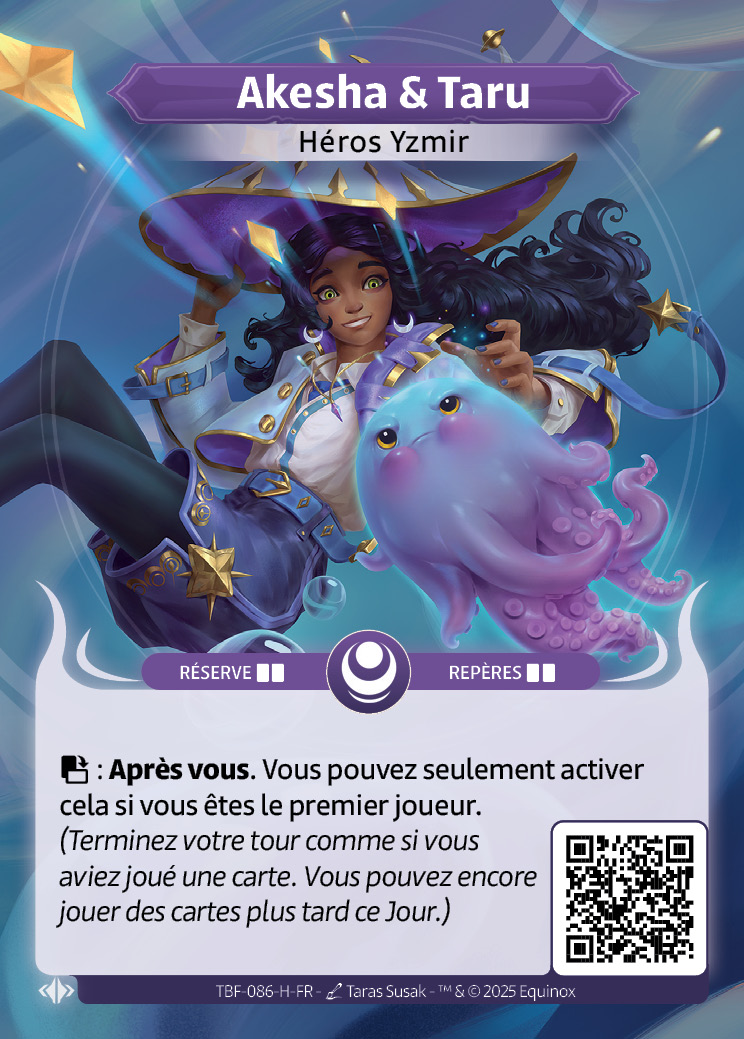 Akesha & Taru
Héros Yzmir
RÉSERVE
REPÈRES
: Après vous. Vous pouvez seulement activer
cela si vous êtes le premier joueur.
(Terminez votre tour comme si vous
aviez joué une carte. Vous pouvez encore
jouer des cartes plus tard ce Jour.)
TBF-086-H-FR - Taras Susak - ™ & © 2025 Equinox